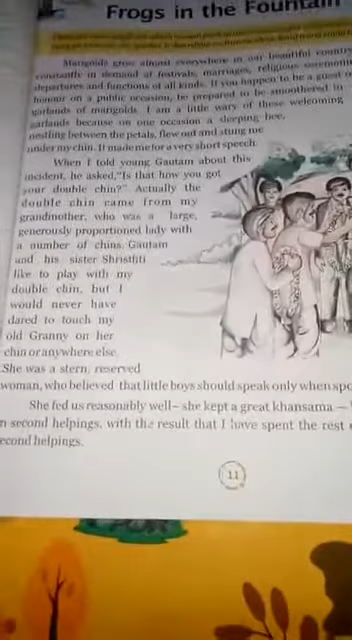 Frogs in the Fountain
Marigolds grow almost everywhere in our beautiful country
constantly in demand at festivals, marriages, religious ceremoni
departures and functions of all kinds. If you happen to be a guest o
honour on a public occasion, be prepared to be smothered in
garlands of marigolds. I am a little wary of these welcoming
garlands because on one occasion a sleeping bee,
nestling between the petals, flew out and stung me
under my chin. It made me for a very short speech
When I told young Gautam about this
incident, he asked, "Is that how you got
your double chin?" Actually the
double chin came from my
grandmother, who was a large,
generously proportioned lady with
a number of chins. Gautam
and his sister Shristhti
like to play with my
double chin, but I
would never have
dared to touch my
old Granny on her
chin or anywhere else.
She was a stern, reserved
woman, who believed that little boys should speak only when spo
She fed us reasonably well— she kept a great khansama —
n second helpings, with the result that I have spent the rest
econd helpings.
11